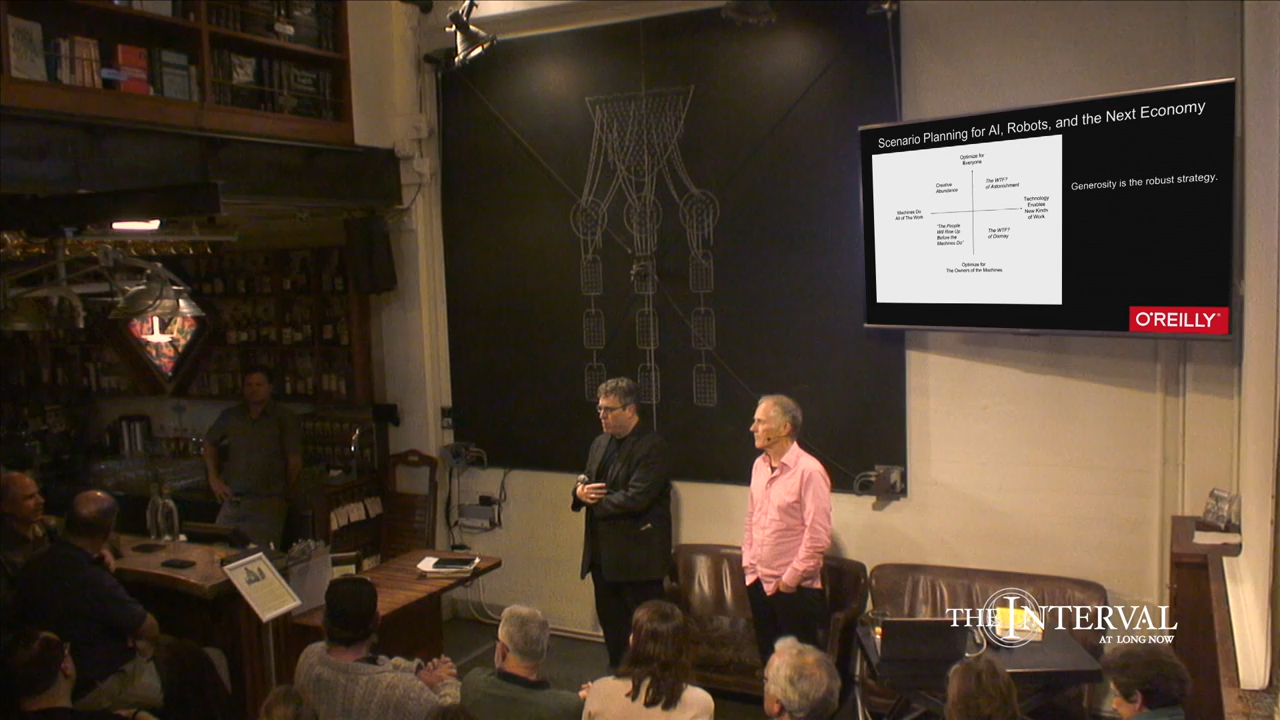 Scenario Planning for AI, Robots, and the Next Economy
Optimize for
Everyone
Creative
Abundance
The WTF?
of Astonishment
Machines Do
All of The Work
Technology
Enables
New Kinds
of Work
"The People
Will Rise Up
Before the
Machines Do"
The WTF?
of Dismay
Optimize for
The Owners of the Machines
Generosity is the robust strategy.
O'REILLY®
THE INTERVAL
AT LONG NOW